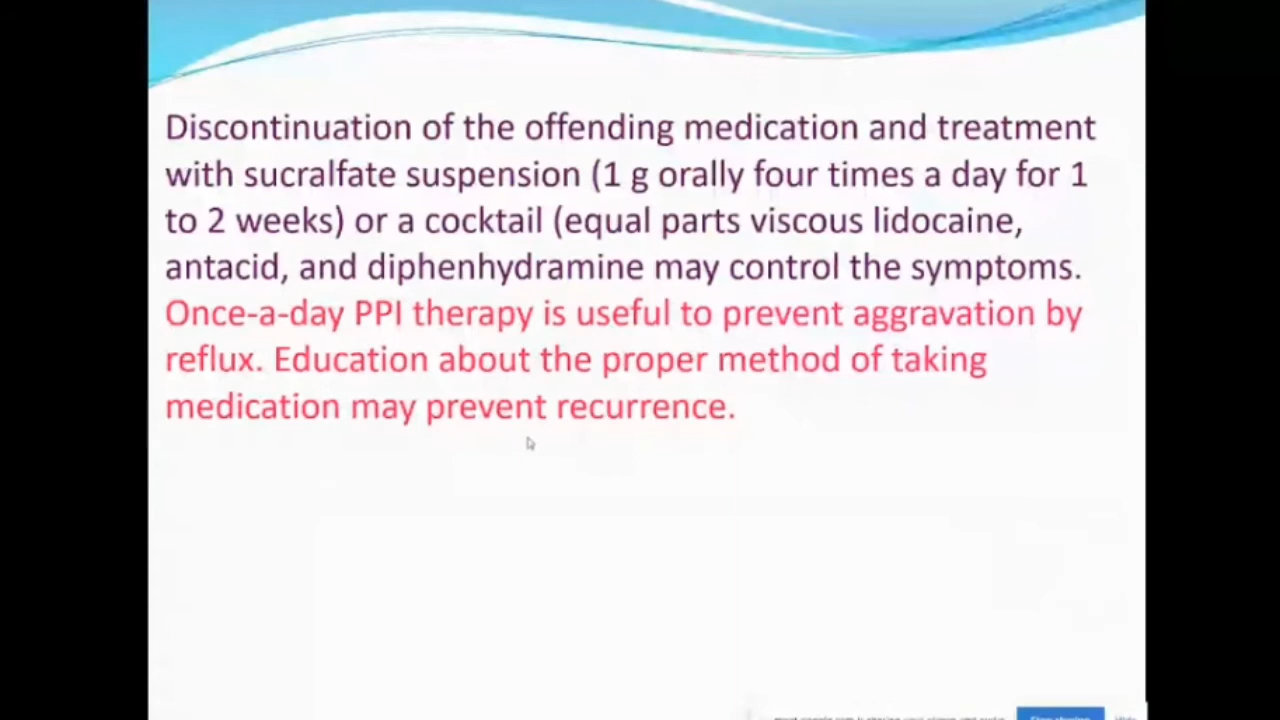 Discontinuation of the offending medication and treatment
with sucralfate suspension (1 g orally four times a day for 1
to 2 weeks) or a cocktail (equal parts viscous lidocaine,
antacid, and diphenhydramine may control the symptoms.
Once-a-day PPI therapy is useful to prevent aggravation by
reflux. Education about the proper method of taking
medication may prevent recurrence.